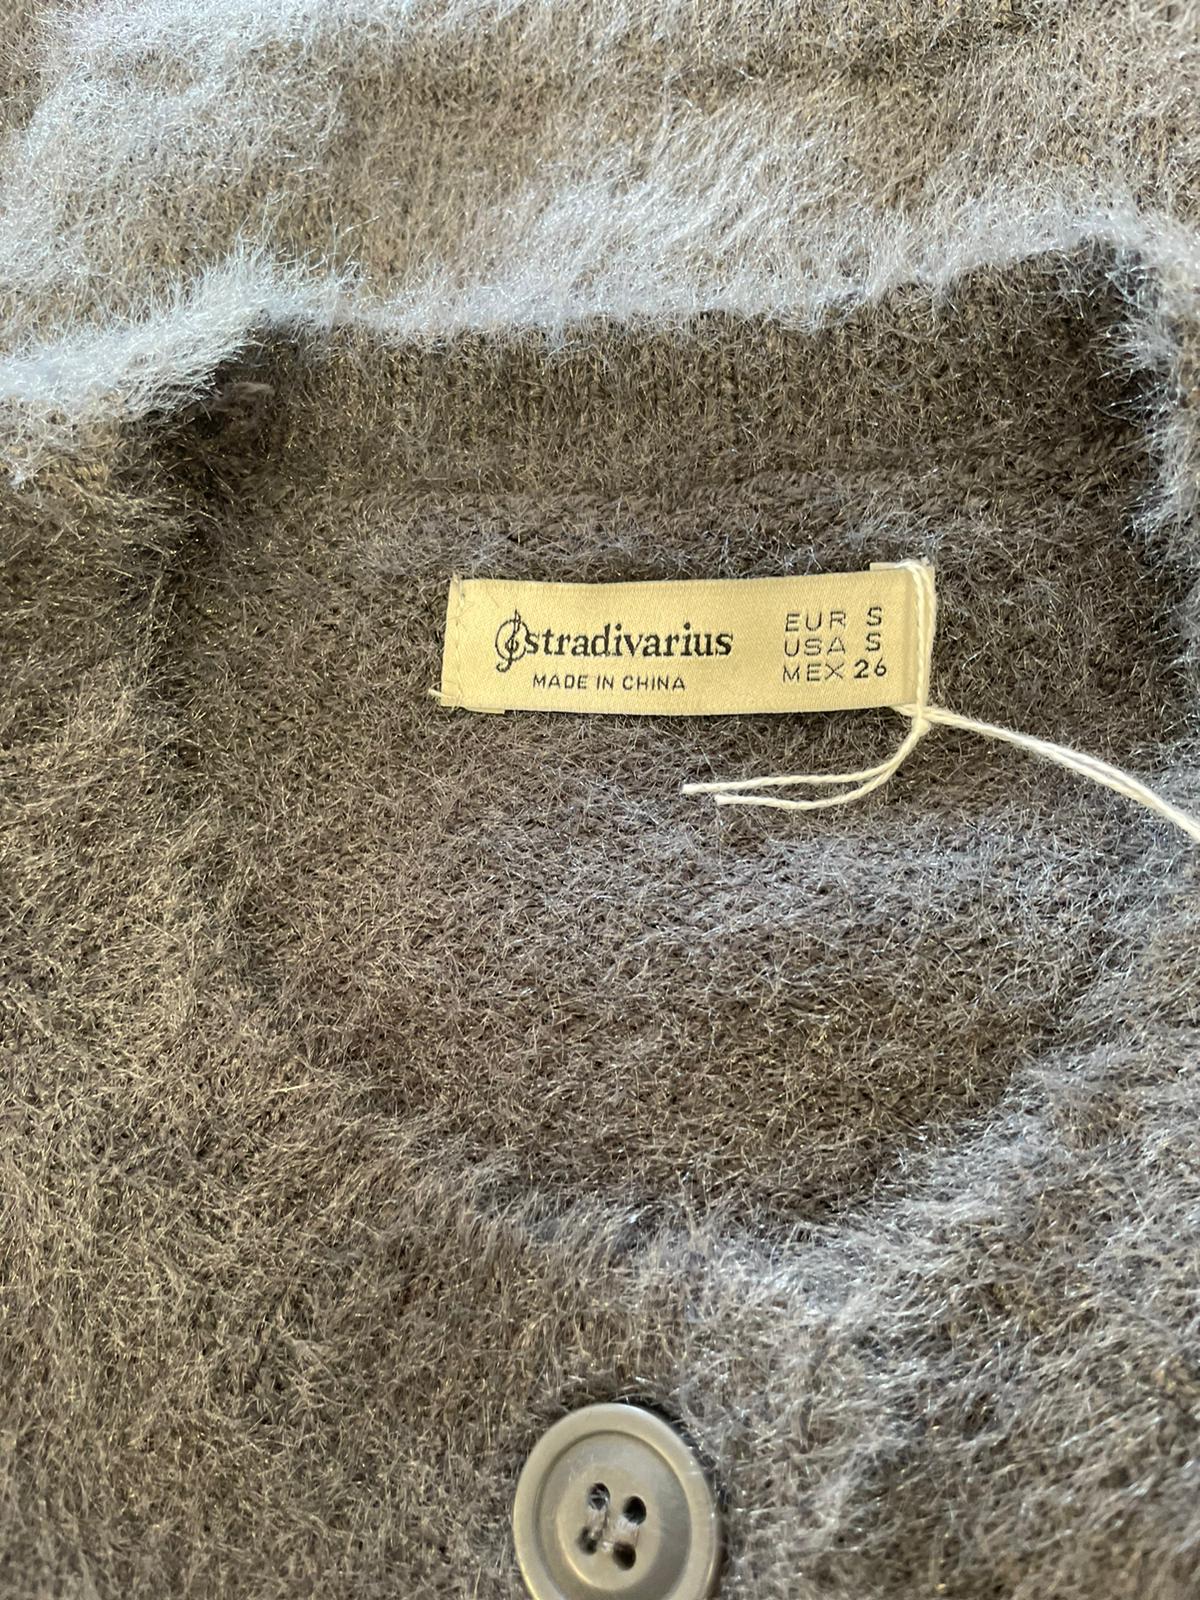 stradivarius
MADE IN CHINA
EUR S
USA S
MEX 26